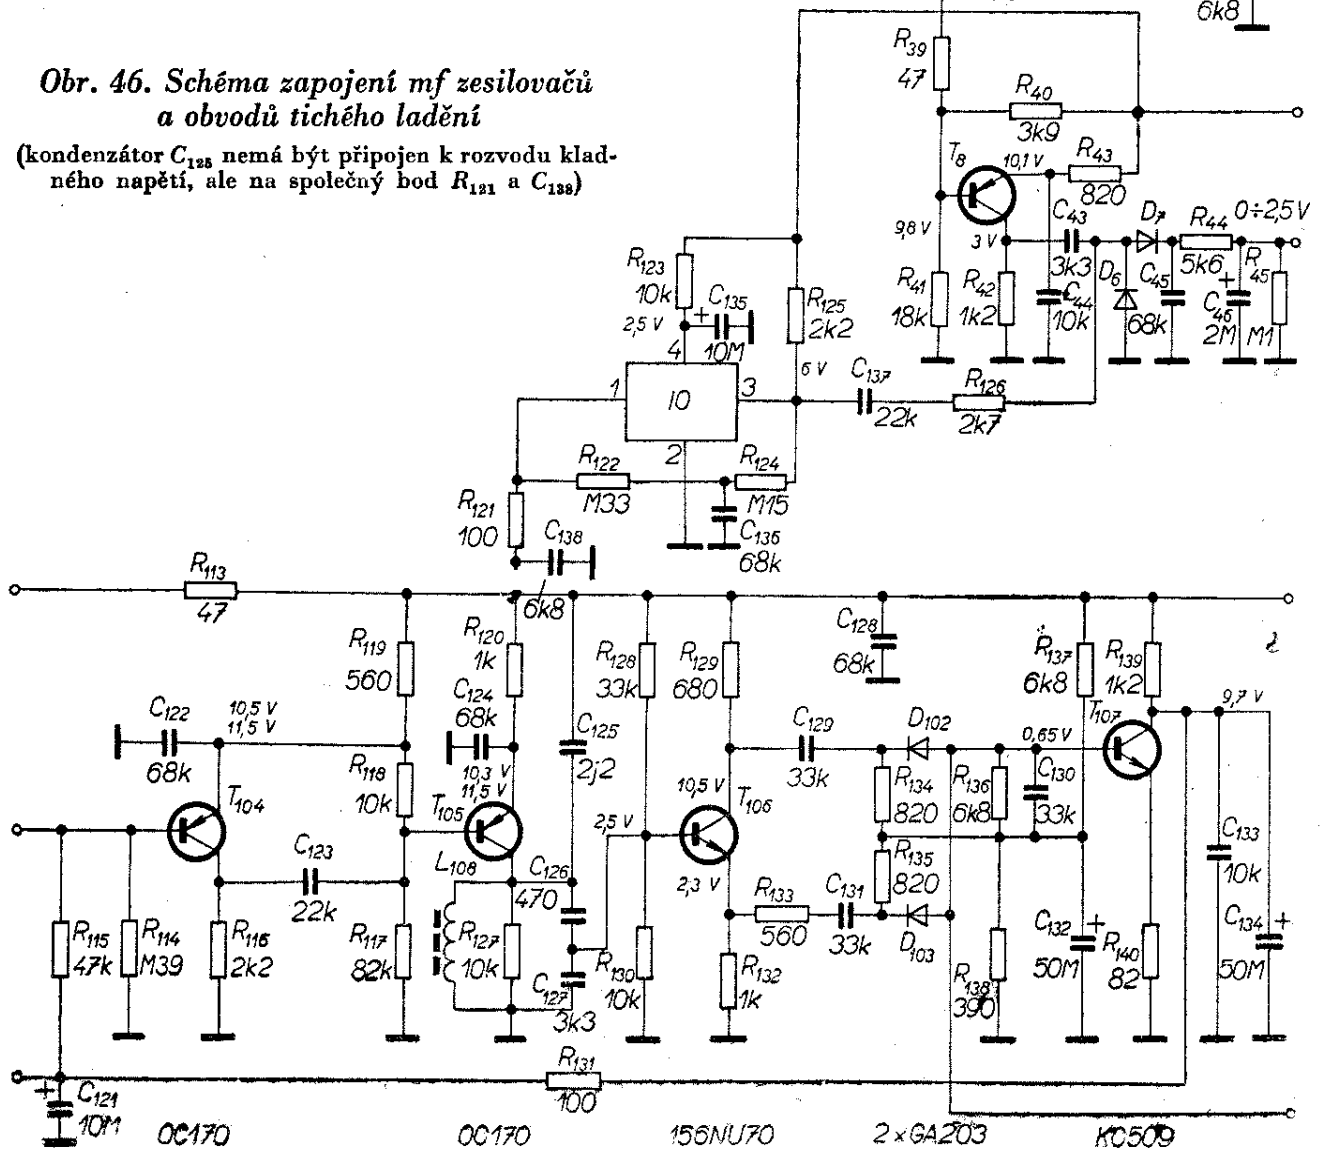 6k8
Obr. 46. Schéma zapojení mf zesilovačů
a obvodů tichého ladění
(kondenzátor C₁₂₅ nemá být připojen k rozvodu klad-
ného napětí, ale na společný bod R₁₂₁ a C₁₃₈)
R39
47
R40
3k9
T8
10,1 V
R43
820
9,8 V
3 V
C43
3k3
D7
R44
5k6
0÷2,5V
R41
18k
R42
1k2
C44
10k
D6
C45
68k
+
C46
2M
R45
M1
R123
10k
2,5 V
+
C135
10M
R125
2k2
6 V
4
1
IO
3
2
C137
22k
R126
2k7
R122
M33
R124
M15
R121
100
C138
6k8
C136
68k
R113
47
R119
560
R120
1k
R128
33k
R129
680
C128
68k
R137
6k8
R139
1k2
C122
68k
10,5 V
11,5 V
C124
68k
C125
2j2
C129
33k
D102
0,65V
T107
9,7 V
R118
10k
10,3 V
11,5 V
T104
T105
10,5 V
T106
2,5 V
R134
820
R136
6k8
C130
33k
C123
22k
L108
C126
470
2,3 V
R135
820
C133
10k
R133
560
C131
33k
D103
R115
47k
R114
M39
R116
2k2
R117
82k
R127
10k
C127
3k3
R130
10k
R132
1k
R138
390
C132
+
50M
R140
82
C134
+
50M
R131
100
+
C121
10M
OC170
OC170
156NU70
2×GA203
KC509